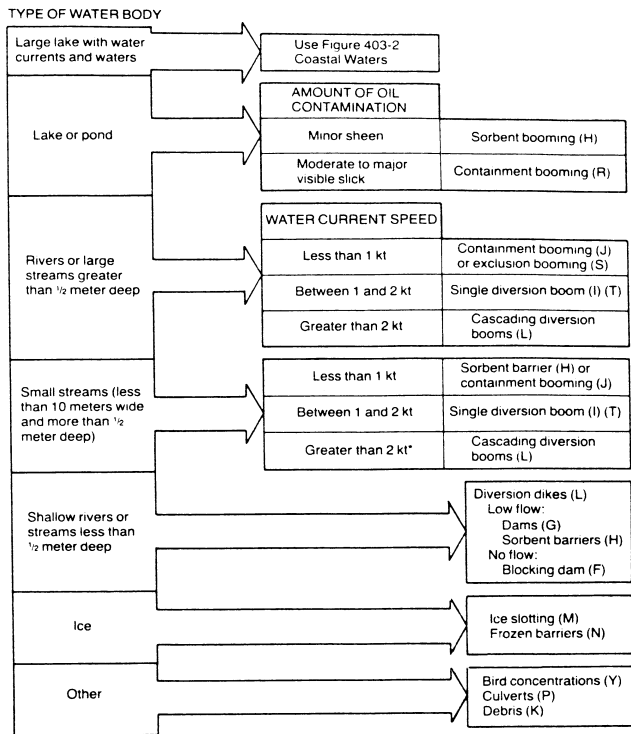 TYPE OF WATER BODY
Large lake with water
currents and waters
Use Figure 403-2
Coastal Waters
Lake or pond
AMOUNT OF OIL
CONTAMINATION
Minor sheen
Sorbent booming (H)
Moderate to major
visible slick
Containment booming (R)
Rivers or large
streams greater
than 1/2 meter deep
WATER CURRENT SPEED
Less than 1 kt
Containment booming (J)
or exclusion booming (S)
Between 1 and 2 kt
Single diversion boom (I) (T)
Greater than 2 kt
Cascading diversion
booms (L)
Small streams (less
than 10 meters wide
and more than 1/2
meter deep)
Less than 1 kt
Sorbent barrier (H) or
containment booming (J)
Between 1 and 2 kt
Single diversion boom (I) (T)
Greater than 2 kt*
Cascading diversion
booms (L)
Shallow rivers or
streams less than
1/2 meter deep
Diversion dikes (L)
Low flow:
Dams (G)
Sorbent barriers (H)
No flow:
Blocking dam (F)
Ice
Ice slotting (M)
Frozen barriers (N)
Other
Bird concentrations (Y)
Culverts (P)
Debris (K)